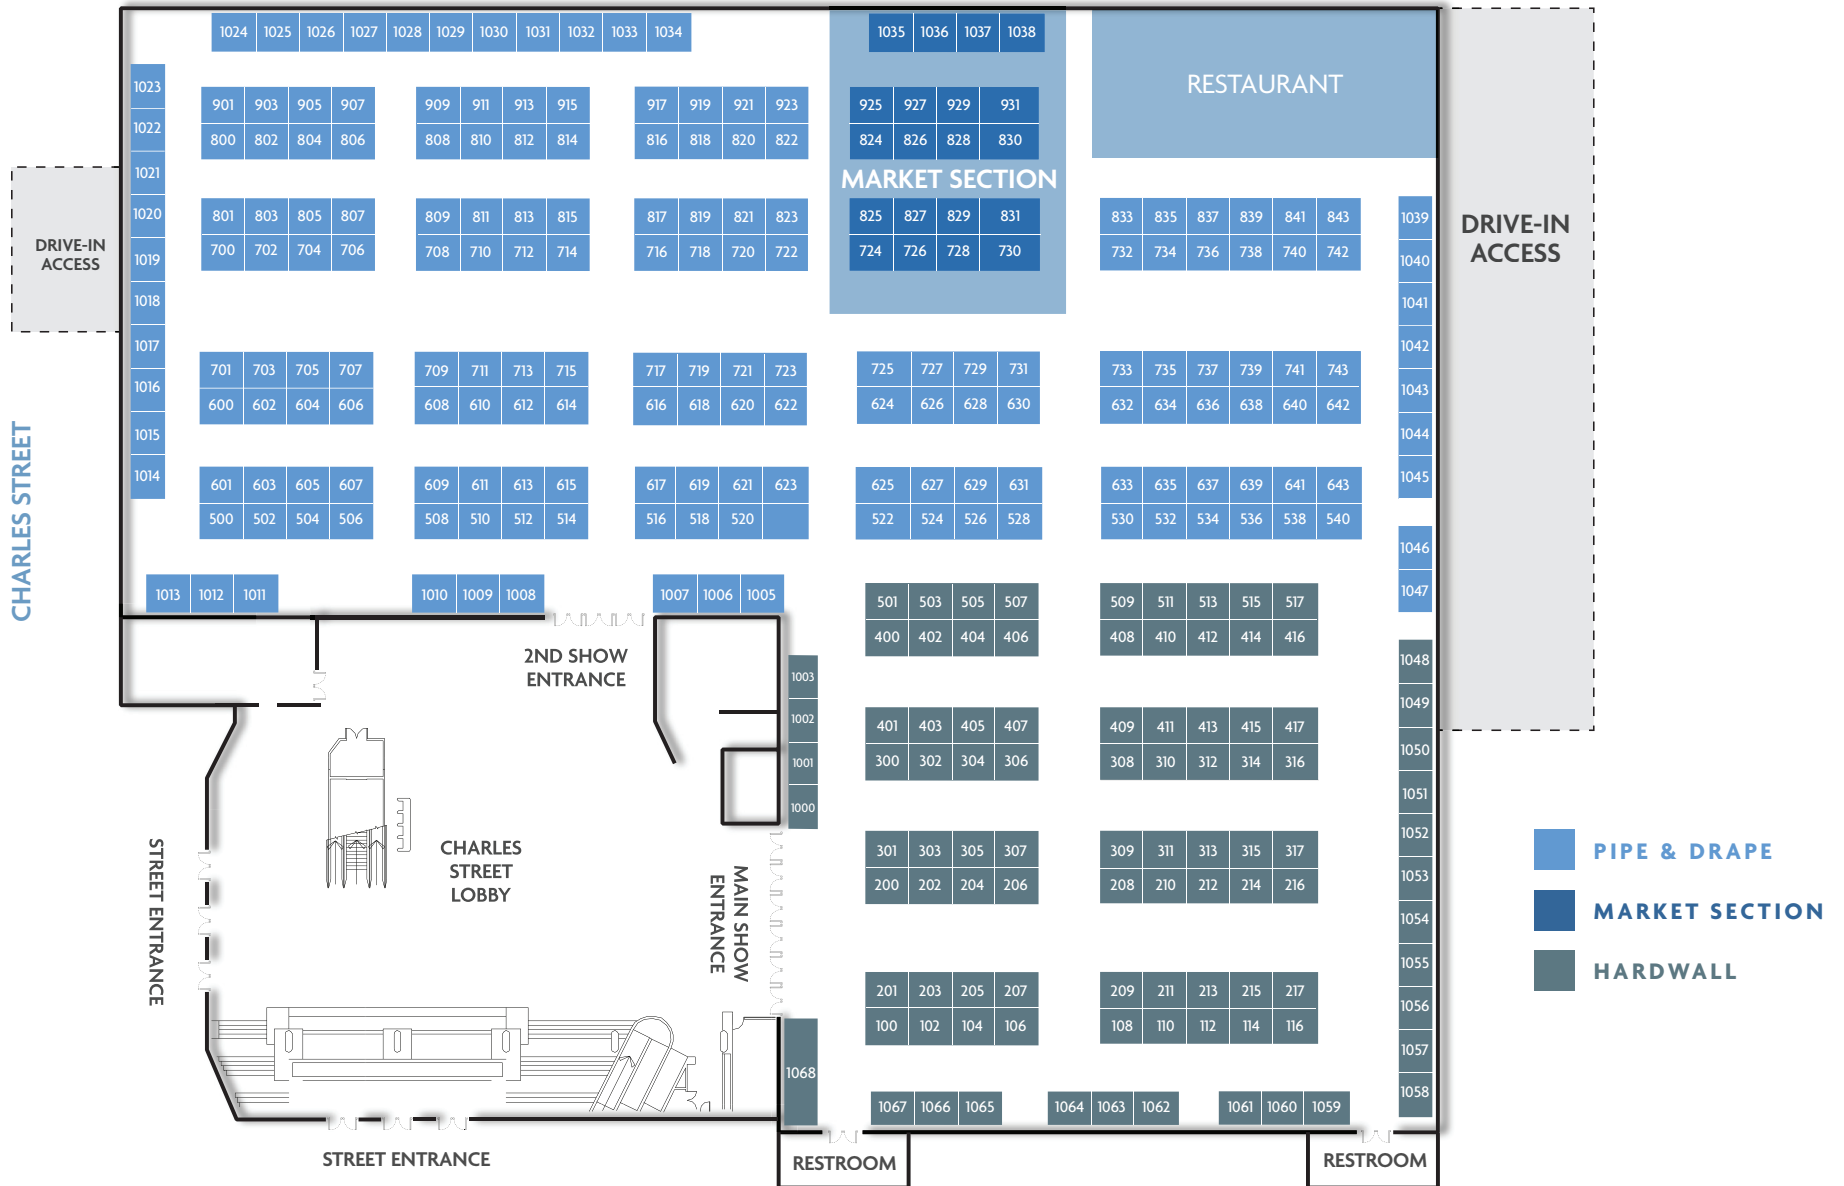 1024 1025 1026 1027 1028 1029 1030 1031 1032 1033 1034
1035 1036 1037 1038
RESTAURANT
1023
1022
1021
1020
1019
1018
1017
1016
1015
1014
901 903 905 907
800 802 804 806
909 911 913 915
808 810 812 814
917 919 921 923
816 818 820 822
925 927 929 931
824 826 828 830
MARKET SECTION
801 803 805 807
700 702 704 706
809 811 813 815
708 710 712 714
817 819 821 823
716 718 720 722
825 827 829 831
724 726 728 730
833 835 837 839 841 843
732 734 736 738 740 742
DRIVE-IN
ACCESS
DRIVE-IN
ACCESS
CHARLES STREET
701 703 705 707
600 602 604 606
709 711 713 715
608 610 612 614
717 719 721 723
616 618 620 622
725 727 729 731
624 626 628 630
733 735 737 739 741 743
632 634 636 638 640 642
601 603 605 607
500 502 504 506
609 611 613 615
508 510 512 514
617 619 621 623
516 518 520
625 627 629 631
522 524 526 528
633 635 637 639 641 643
530 532 534 536 538 540
1039
1040
1041
1042
1043
1044
1045
1046
1047
1048
1049
1050
1051
1052
1053
1054
1055
1056
1057
1058
1013 1012 1011
1010 1009 1008
1007 1006 1005
501 503 505 507
400 402 404 406
509 511 513 515 517
408 410 412 414 416
2ND SHOW
ENTRANCE
1003
1002
1001
1000
401 403 405 407
300 302 304 306
409 411 413 415 417
308 310 312 314 316
301 303 305 307
200 202 204 206
309 311 313 315 317
208 210 212 214 216
201 203 205 207
100 102 104 106
209 211 213 215 217
108 110 112 114 116
CHARLES
STREET
LOBBY
STREET ENTRANCE
MAIN SHOW
ENTRANCE
1068
1067 1066 1065
1064 1063 1062
1061 1060 1059
STREET ENTRANCE
RESTROOM
RESTROOM
PIPE & DRAPE
MARKET SECTION
HARDWALL